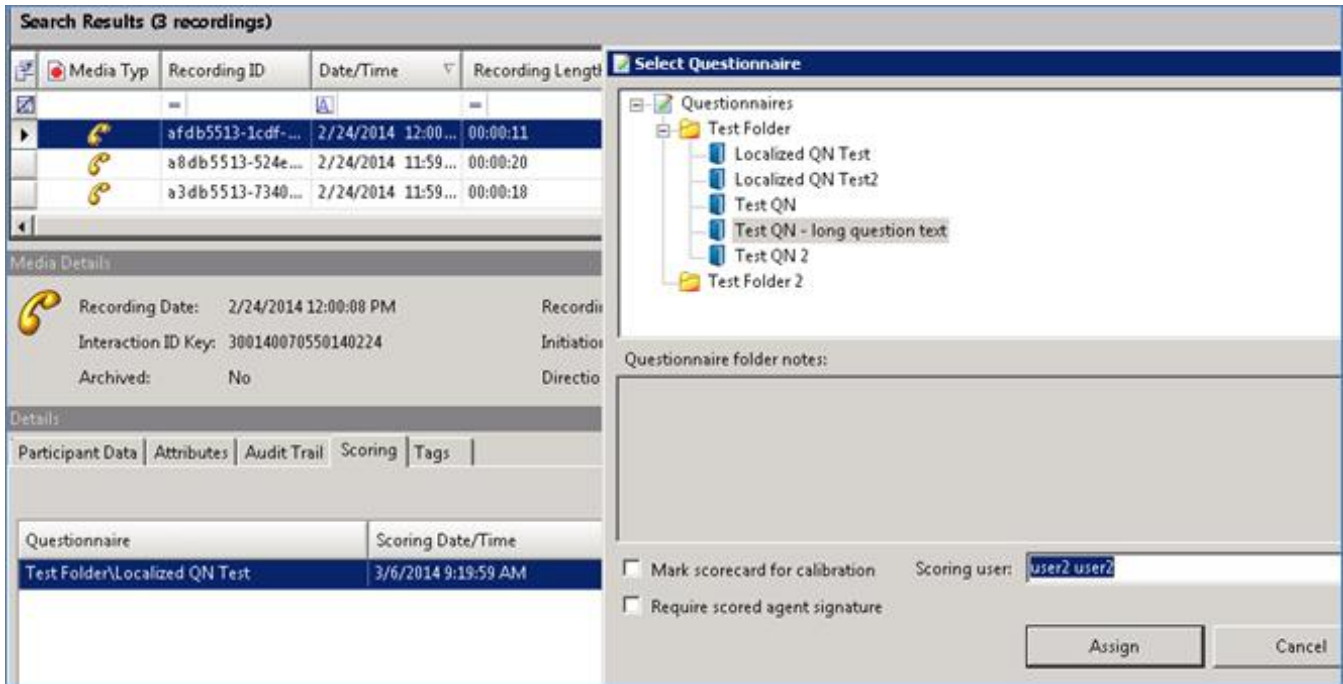 Search Results (3 recordings)
Media Typ Recording ID Date/Time Recording Length
= A =
afdb5513-1cdf-... 2/24/2014 12:00... 00:00:11
a8db5513-524e... 2/24/2014 11:59... 00:00:20
a3db5513-7340... 2/24/2014 11:59... 00:00:18
Media Details
Recording Date: 2/24/2014 12:00:08 PM Recordin
Interaction ID Key: 300140070550140224 Initiation
Archived: No Directio
Details
Participant Data Attributes Audit Trail Scoring Tags
Questionnaire Scoring Date/Time
Test Folder\Localized QN Test 3/6/2014 9:19:59 AM
Select Questionnaire
Questionnaires
Test Folder
Localized QN Test
Localized QN Test2
Test QN
Test QN - long question text
Test QN 2
Test Folder 2
Questionnaire folder notes:
Mark scorecard for calibration Scoring user: user2 user2
Require scored agent signature
Assign Cancel